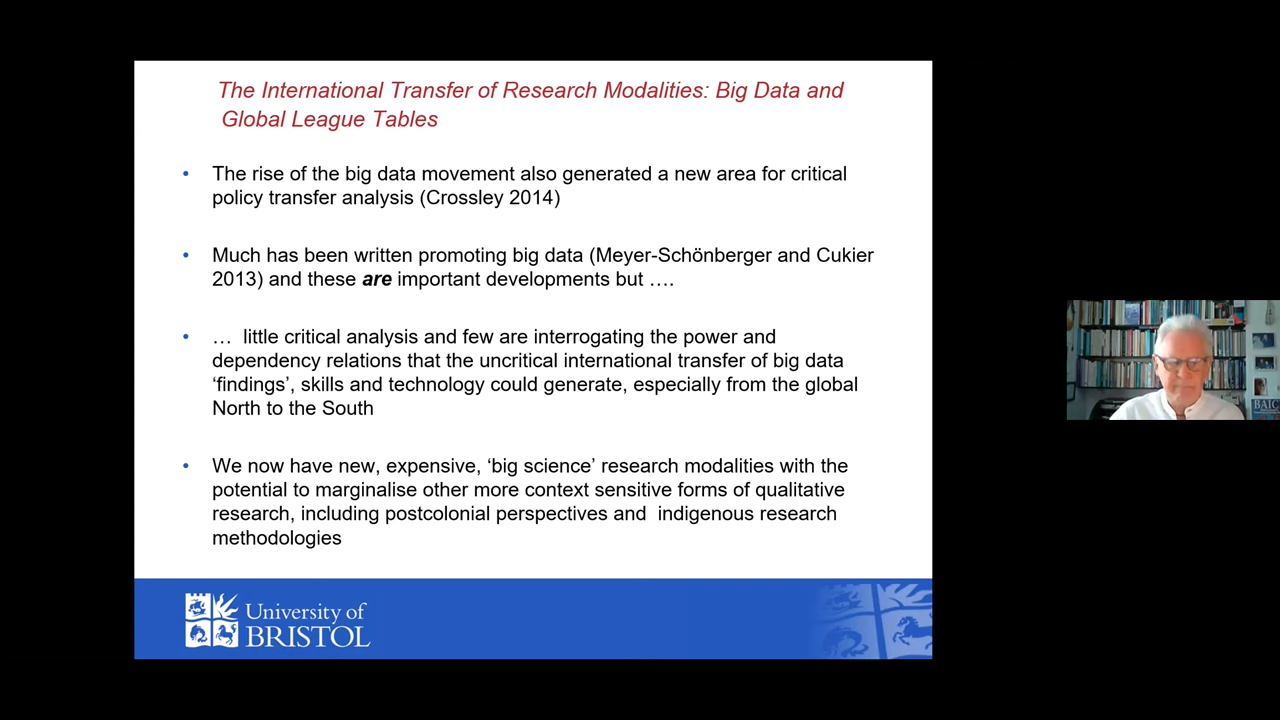 The International Transfer of Research Modalities: Big Data and
Global League Tables
• The rise of the big data movement also generated a new area for critical
policy transfer analysis (Crossley 2014)
• Much has been written promoting big data (Meyer-Schönberger and Cukier
2013) and these are important developments but ….
• … little critical analysis and few are interrogating the power and
dependency relations that the uncritical international transfer of big data
‘findings’, skills and technology could generate, especially from the global
North to the South
• We now have new, expensive, ‘big science’ research modalities with the
potential to marginalise other more context sensitive forms of qualitative
research, including postcolonial perspectives and indigenous research
methodologies
University of
BRISTOL
BAIC